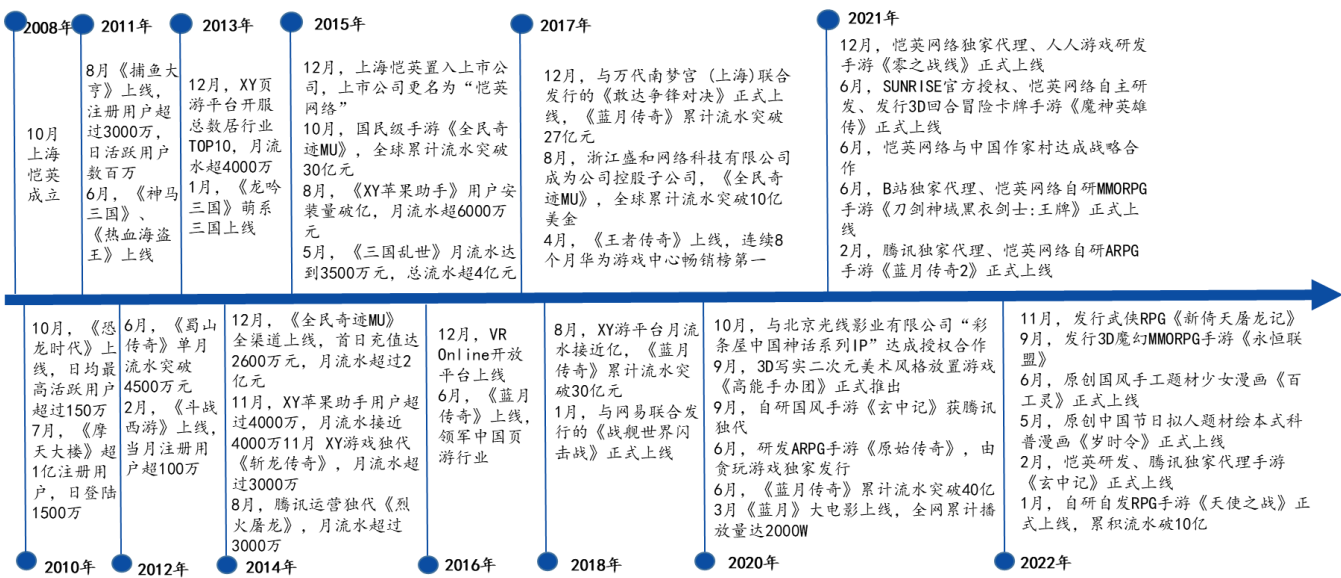 2008年
10月
上海
恺英
成立
2011年
8月《捕鱼大
亨》上线，
注册用户超
过3000万，
日活跃用户
数百万
6月，《神马
三国》、
《热血海盗
王》上线
2013年
12月，XY页
游平台开服
总数居行业
TOP10，月流
水超4000万
1月，《龙吟
三国》萌系
三国上线
2015年
12月，上海恺英置入上市公
司，上市公司更名为“恺英
网络”
10月，国民级手游《全民奇
迹MU》，全球累计流水突破
30亿元
8月，《XY苹果助手》用户安
装量破亿，月流水超6000万
元
5月，《三国乱世》月流水达
到3500万元，总流水超4亿元
2017年
12月，与万代南梦宫（上海)联合
发行的《敢达争锋对决》正式上
线，《蓝月传奇》累计流水突破
27亿元
8月，浙江盛和网络科技有限公司
成为公司控股子公司，《全民奇
迹MU》，全球累计流水突破10亿
美金
4月，《王者传奇》上线，连续8
个月华为游戏中心畅销榜第一
2021年
12月，恺英网络独家代理、人人游戏研发
手游《零之战线》正式上线
6月，SUNRISE官方授权、恺英网络自主研
发、发行3D回合冒险卡牌手游《魔神英雄
传》正式上线
6月，恺英网络与中国作家村达成战略合
作
6月，B站独家代理、恺英网络自研MMORPG
手游《刀剑神域黑衣剑士:王牌》正式上
线
2月，腾讯独家代理、恺英网络自研ARPG
手游《蓝月传奇2》正式上线
10月，《恐
龙时代》上
线，日均最
高活跃用户
超过150万
7月，《摩
天大楼》超
1亿注册用
户，日登陆
1500万
2010年
6月，《蜀山
传奇》单月
流水突破
4500万元
2月，《斗战
西游》上线，
当月注册用
户超100万
2012年
12月，《全民奇迹MU》
全渠道上线，首日充值达
2600万元，月流水超过2
亿元
11月，XY苹果助手用户超
过4000万，月流水接近
4000万11月 XY游戏独代
《斩龙传奇》，月流水超
过3000万
8月，腾讯运营独代《烈
火屠龙》，月流水超过
3000万
2014年
12月，VR
Online开放
平台上线
6月，《蓝月
传奇》上线，
领军中国页
游行业
2016年
8月，XY游平台月流
水接近亿，《蓝月
传奇》累计流水突
破30亿元
1月，与网易联合发
行的《战舰世界闪
击战》正式上线
2018年
10月，与北京光线影业有限公司“彩
条屋中国神话系列IP”达成授权合作
9月，3D写实二次元美术风格放置游戏
《高能手办团》正式推出
9月，自研国风手游《玄中记》获腾讯
独代
6月，研发ARPG手游《原始传奇》，由
贪玩游戏独家发行
6月，《蓝月传奇》累计流水突破40亿
3月《蓝月》大电影上线，全网累计播
放量达2000W
2020年
11月，发行武侠RPG《新倚天屠龙记》
9月，发行3D魔幻MMORPG手游《永恒联
盟》
6月，原创国风手工题材少女漫画《百
工灵》正式上线
5月，原创中国节日拟人题材绘本式科
普漫画《岁时令》正式上线
2月，恺英研发、腾讯独家代理手游
《玄中记》正式上线
1月，自研自发RPG手游《天使之战》正
式上线，累积流水破10亿
2022年